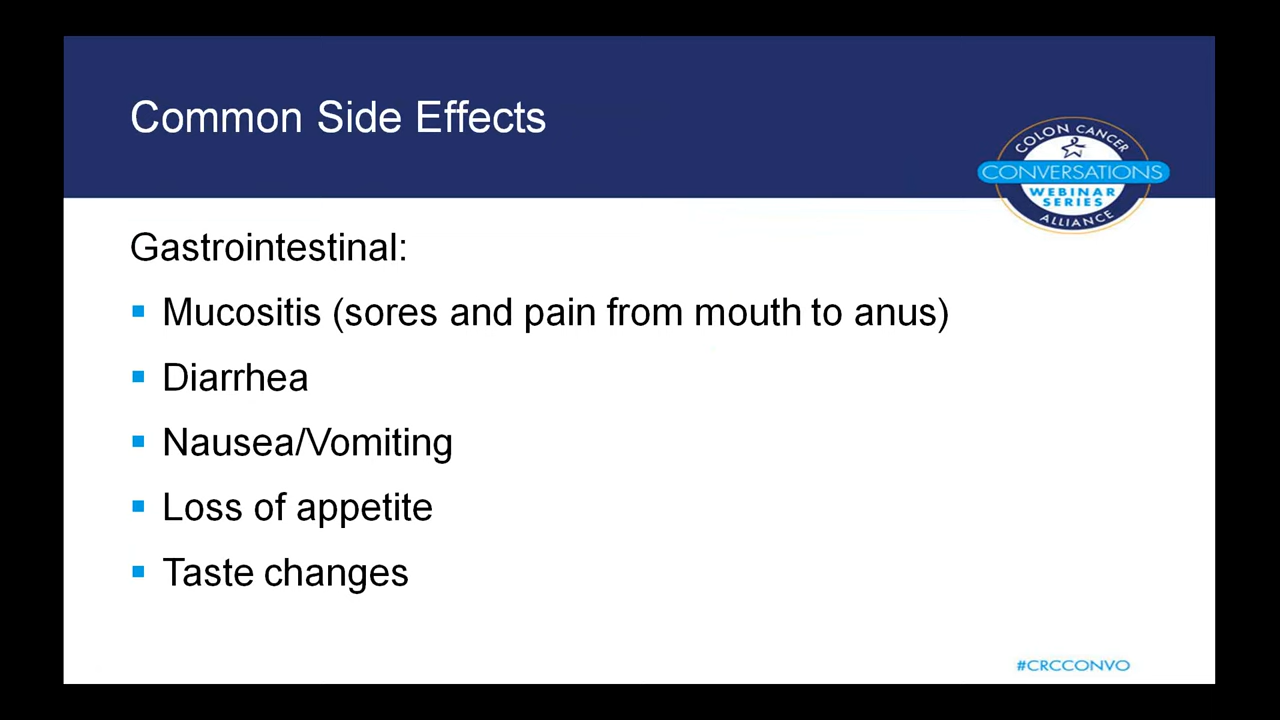 Common Side Effects
COLON CANCER
CONVERSATIONS
WEBINAR
SERIES
ALLIANCE
Gastrointestinal:
Mucositis (sores and pain from mouth to anus)
Diarrhea
Nausea/Vomiting
Loss of appetite
Taste changes
#CRCCONVO